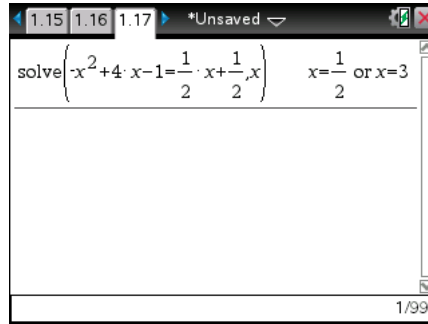 1.15 1.16 1.17 *Unsaved
solve(-x²+4·x-1=1/2·x+1/2,x) x=1/2 or x=3
1/99